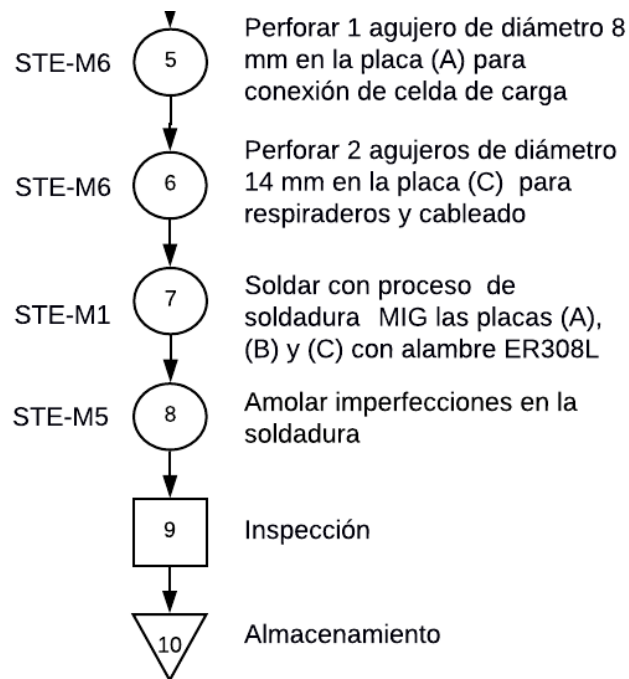 STE-M6
5
Perforar 1 agujero de diámetro 8
mm en la placa (A) para
conexión de celda de carga
STE-M6
6
Perforar 2 agujeros de diámetro
14 mm en la placa (C) para
respiraderos y cableado
STE-M1
7
Soldar con proceso de
soldadura MIG las placas (A),
(B) y (C) con alambre ER308L
STE-M5
8
Amolar imperfecciones en la
soldadura
9
Inspección
10
Almacenamiento